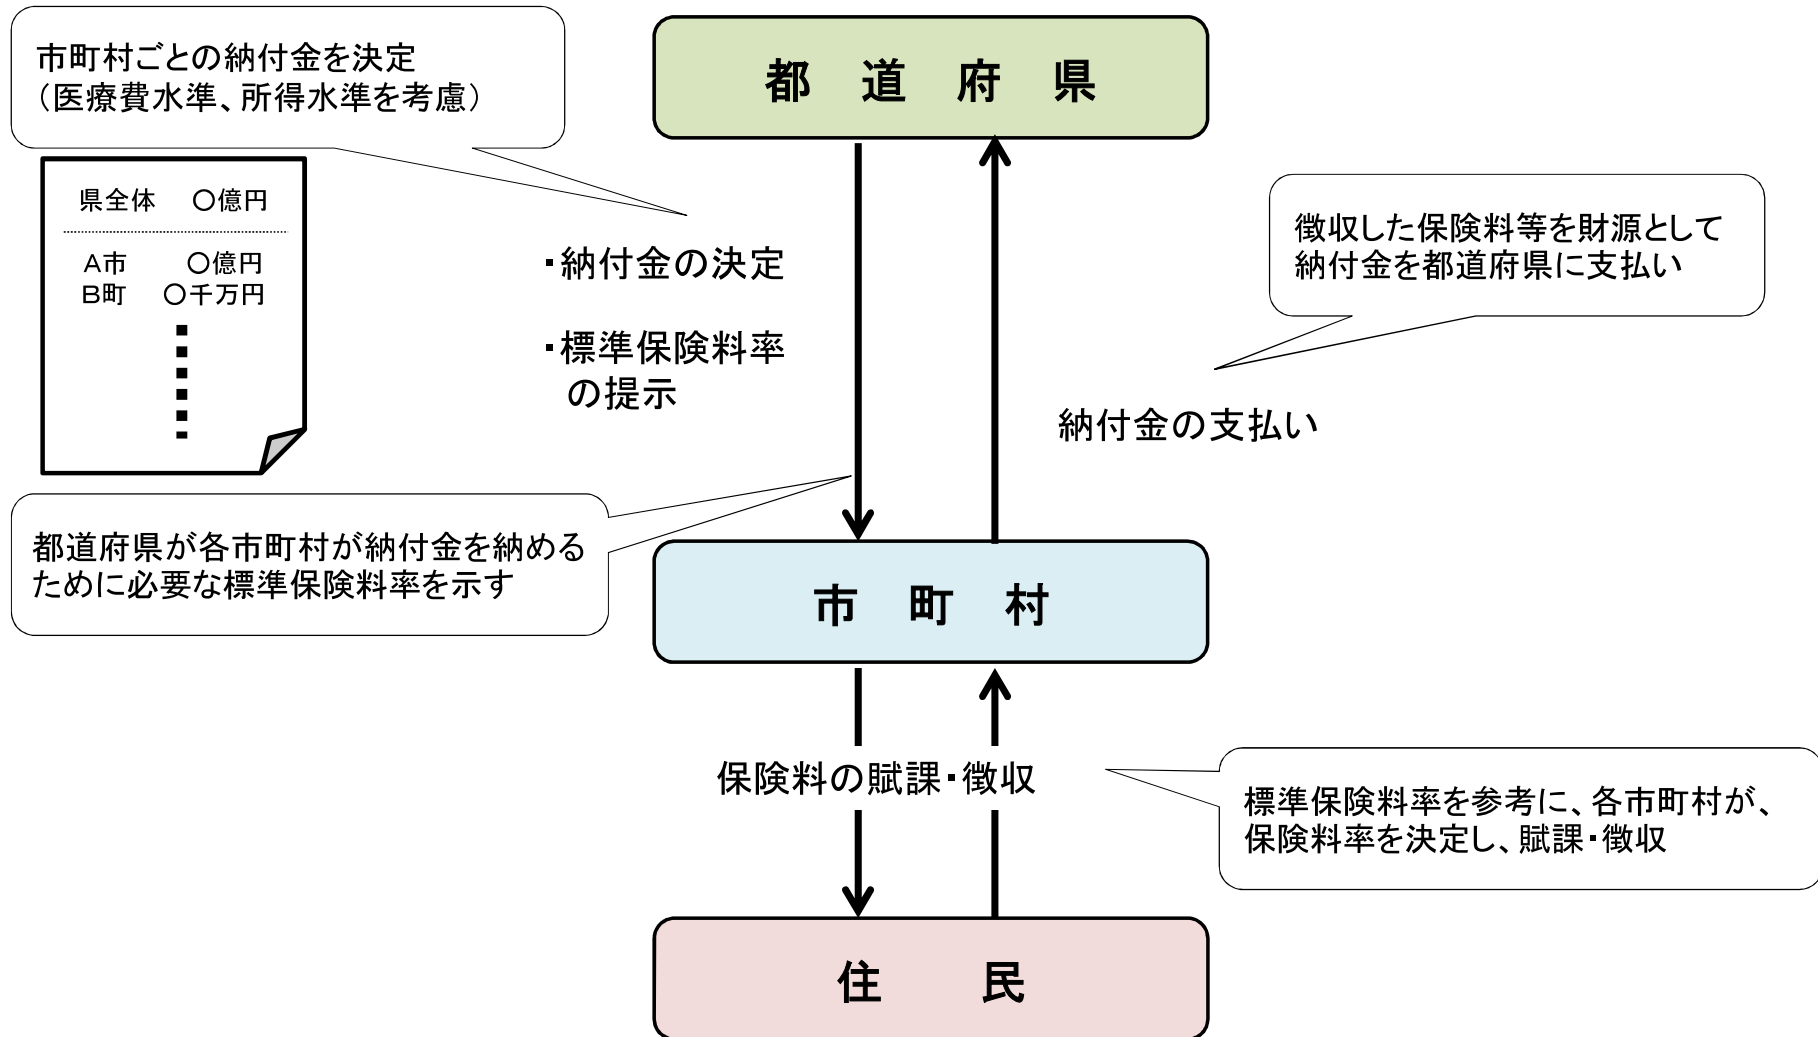 市町村ごとの納付金を決定
（医療費水準、所得水準を考慮）
都　道　府　県
県全体　〇億円
A市　　〇億円
B町　〇千万円
・納付金の決定
・標準保険料率
の提示
徴収した保険料等を財源として
納付金を都道府県に支払い
納付金の支払い
都道府県が各市町村が納付金を納める
ために必要な標準保険料率を示す
市　町　村
保険料の賦課・徴収
標準保険料率を参考に、各市町村が、
保険料率を決定し、賦課・徴収
住　　民